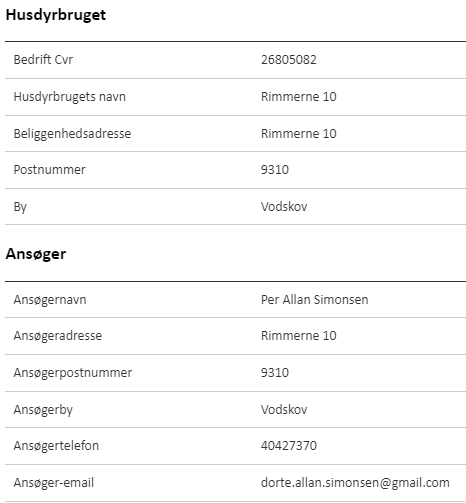 Husdyrbruget
Bedrift Cvr 26805082
Husdyrbrugets navn Rimmerne 10
Beliggenhedsadresse Rimmerne 10
Postnummer 9310
By Vodskov
Ansøger
Ansøgernavn Per Allan Simonsen
Ansøgeradresse Rimmerne 10
Ansøgerpostnummer 9310
Ansøgerby Vodskov
Ansøgertelefon 40427370
Ansøger-email dorte.allan.simonsen@gmail.com